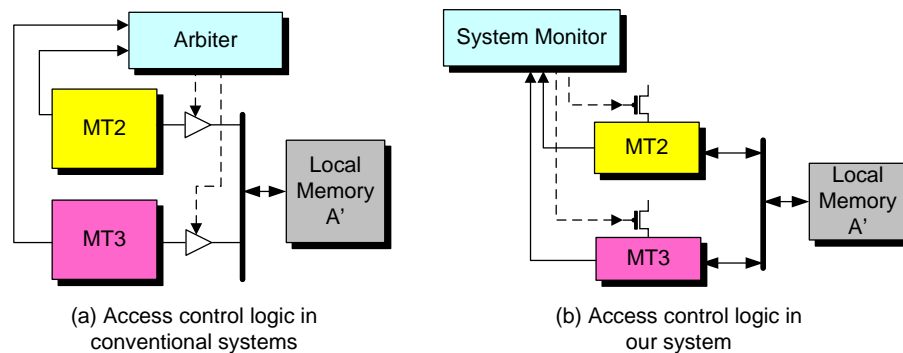 Arbiter
MT2
MT3
Local
Memory
A'
(a) Access control logic in
conventional systems
System Monitor
MT2
MT3
Local
Memory
A'
(b) Access control logic in
our system